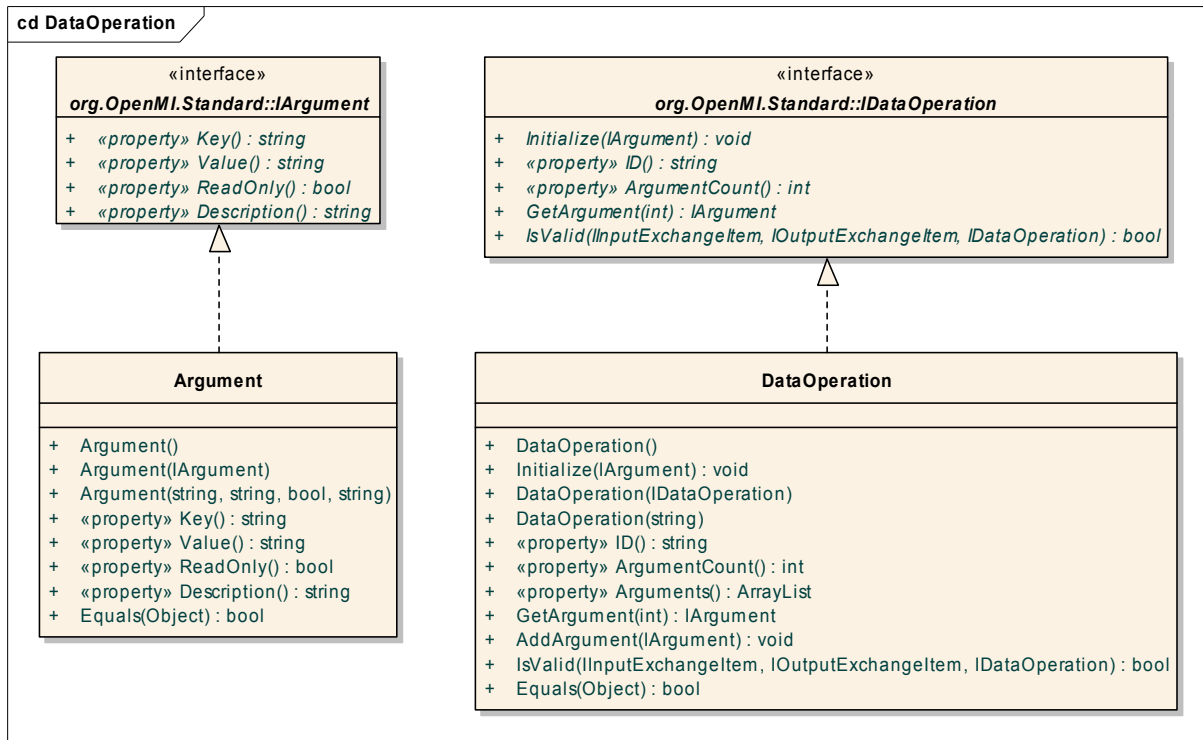 cd DataOperation
«interface»
org.OpenMI.Standard::IArgument
+ «property» Key() : string
+ «property» Value() : string
+ «property» ReadOnly() : bool
+ «property» Description() : string
«interface»
org.OpenMI.Standard::IDataOperation
+ Initialize(IArgument) : void
+ «property» ID() : string
+ «property» ArgumentCount() : int
+ GetArgument(int) : IArgument
+ IsValid(IInputExchangeItem, IOutputExchangeItem, IDataOperation) : bool
Argument
+ Argument()
+ Argument(IArgument)
+ Argument(string, string, bool, string)
+ «property» Key() : string
+ «property» Value() : string
+ «property» ReadOnly() : bool
+ «property» Description() : string
+ Equals(Object) : bool
DataOperation
+ DataOperation()
+ Initialize(IArgument) : void
+ DataOperation(IDataOperation)
+ DataOperation(string)
+ «property» ID() : string
+ «property» ArgumentCount() : int
+ «property» Arguments() : ArrayList
+ GetArgument(int) : IArgument
+ AddArgument(IArgument) : void
+ IsValid(IInputExchangeItem, IOutputExchangeItem, IDataOperation) : bool
+ Equals(Object) : bool